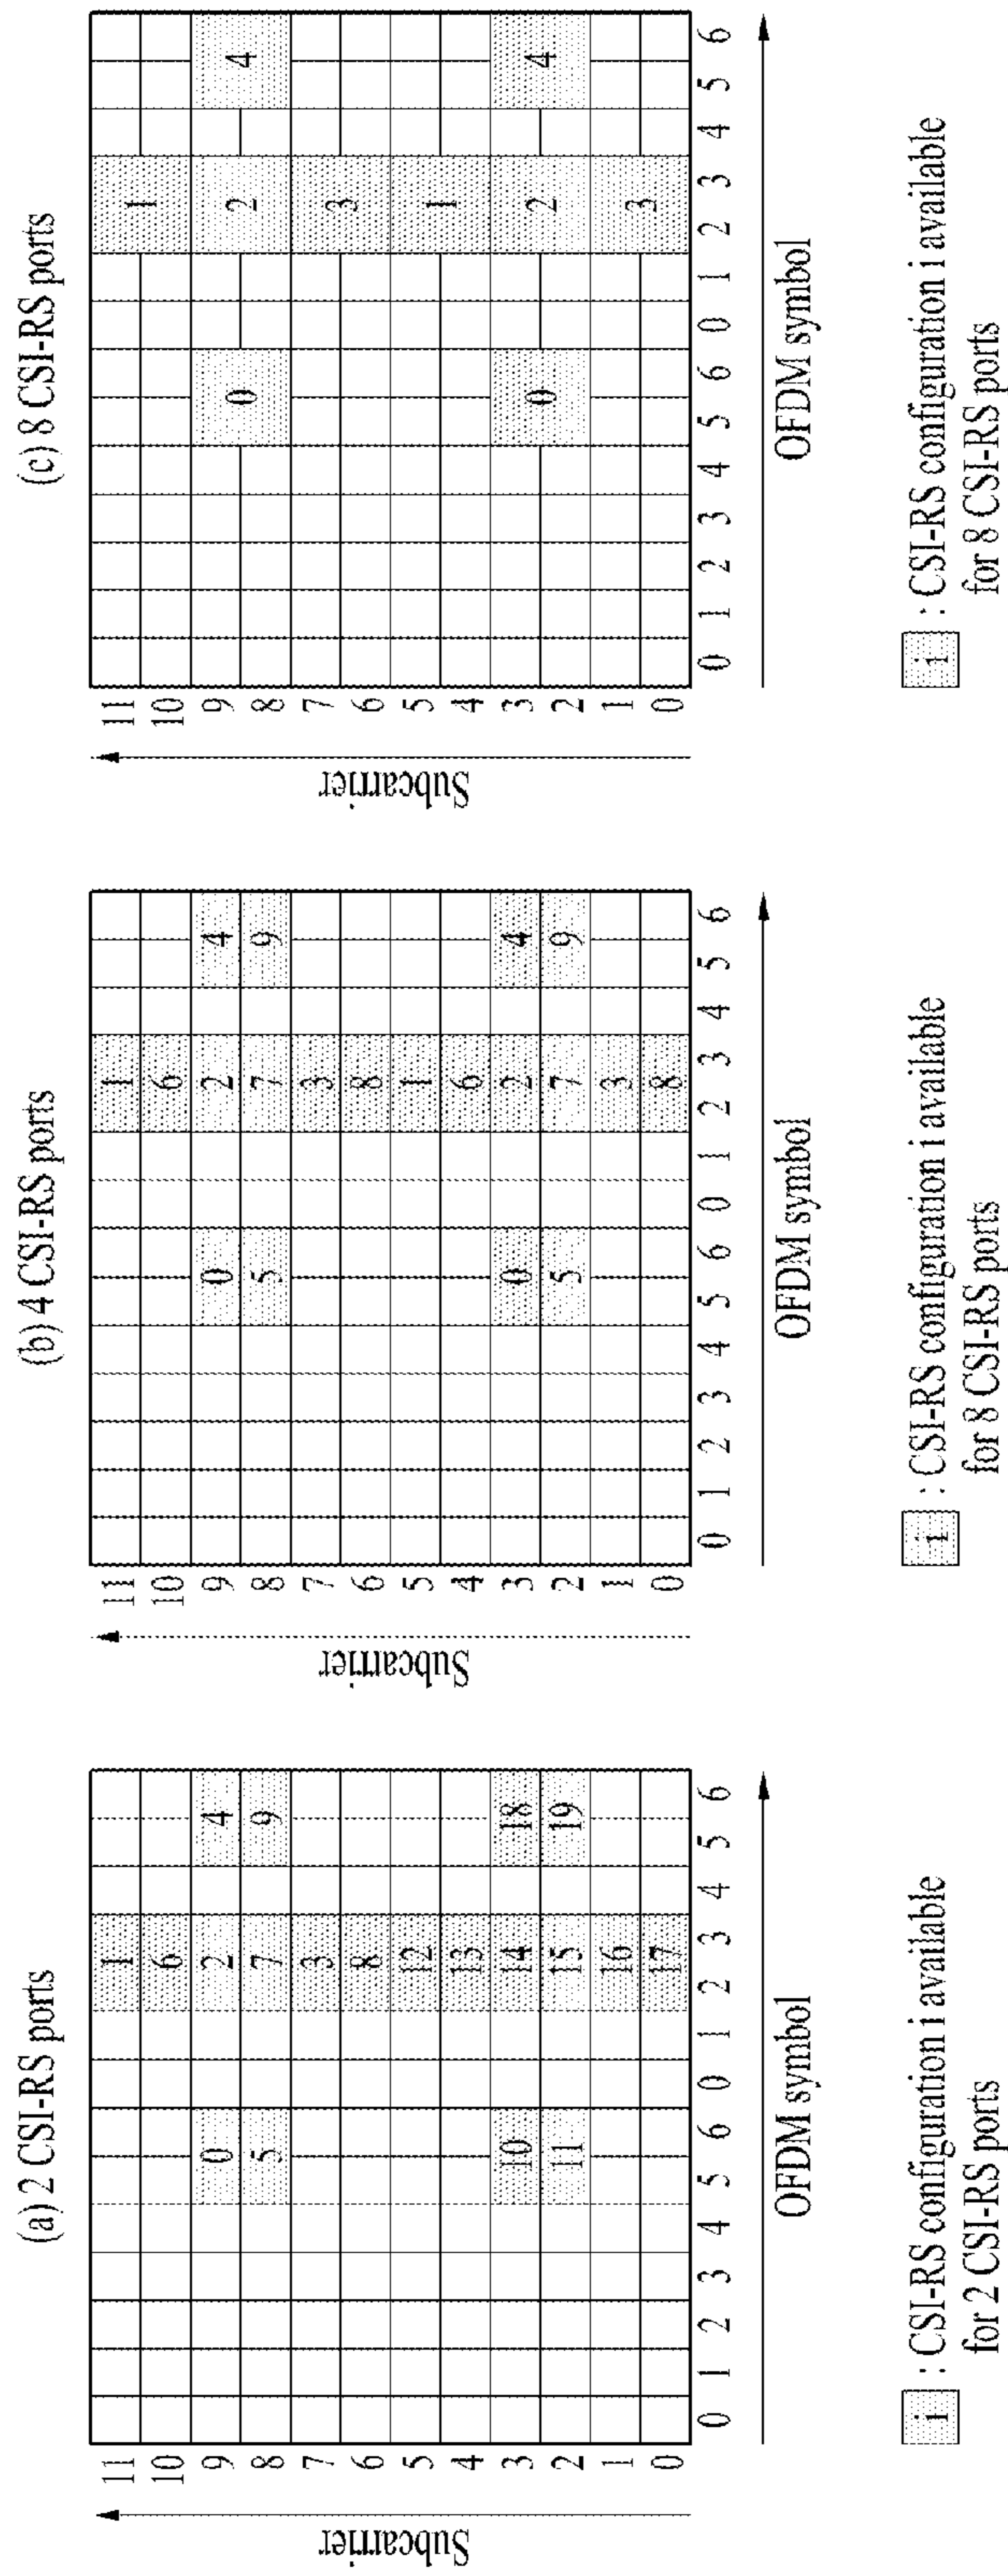 (a) 2 CSI-RS ports
Subcarrier
11
10
9 0 4
8 5 9
7
6
5
4
3 10 18
2 11 19
1
0
1
6
2
7
3
8
12
13
14
15
16
17
0 1 2 3 4 5 6 0 1 2 3 4 5 6
OFDM symbol
i : CSI-RS configuration i available
for 2 CSI-RS ports
(b) 4 CSI-RS ports
Subcarrier
11
10
9 0 4
8 5 9
7
6
5
4
3 0 4
2 5 9
1
0
1
6
2
7
3
8
1
6
2
7
3
8
0 1 2 3 4 5 6 0 1 2 3 4 5 6
OFDM symbol
i : CSI-RS configuration i available
for 8 CSI-RS ports
(c) 8 CSI-RS ports
Subcarrier
11
10
9
8
7
6
5
4
3
2
1
0
1
0 2 4
3
1
0 2 4
3
0 1 2 3 4 5 6 0 1 2 3 4 5 6
OFDM symbol
i : CSI-RS configuration i available
for 8 CSI-RS ports